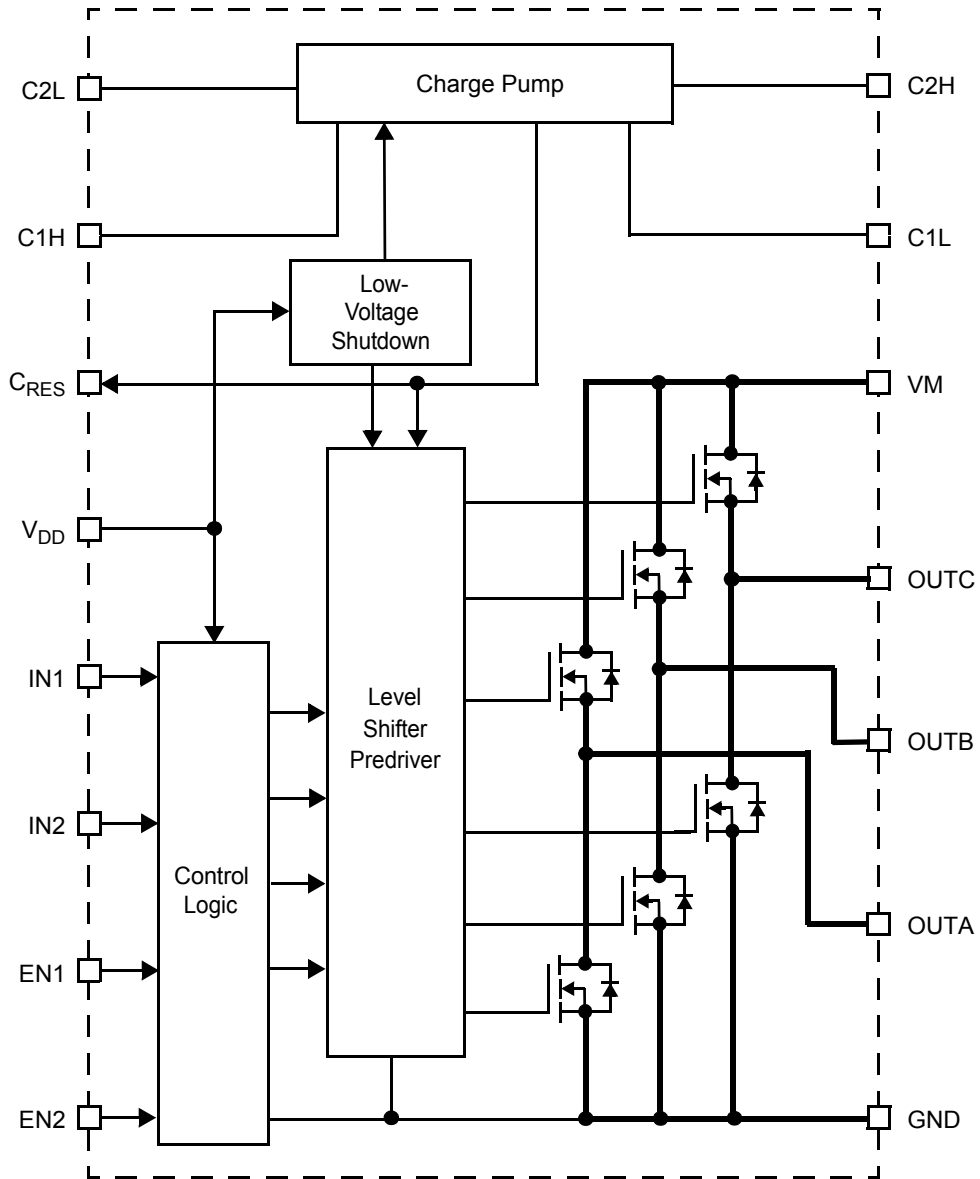 Charge Pump
C2L
C2H
C1H
C1L
Low-
Voltage
Shutdown
CRES
VM
VDD
OUTC
IN1
Level
Shifter
Predriver
OUTB
IN2
Control
Logic
OUTA
EN1
EN2
GND